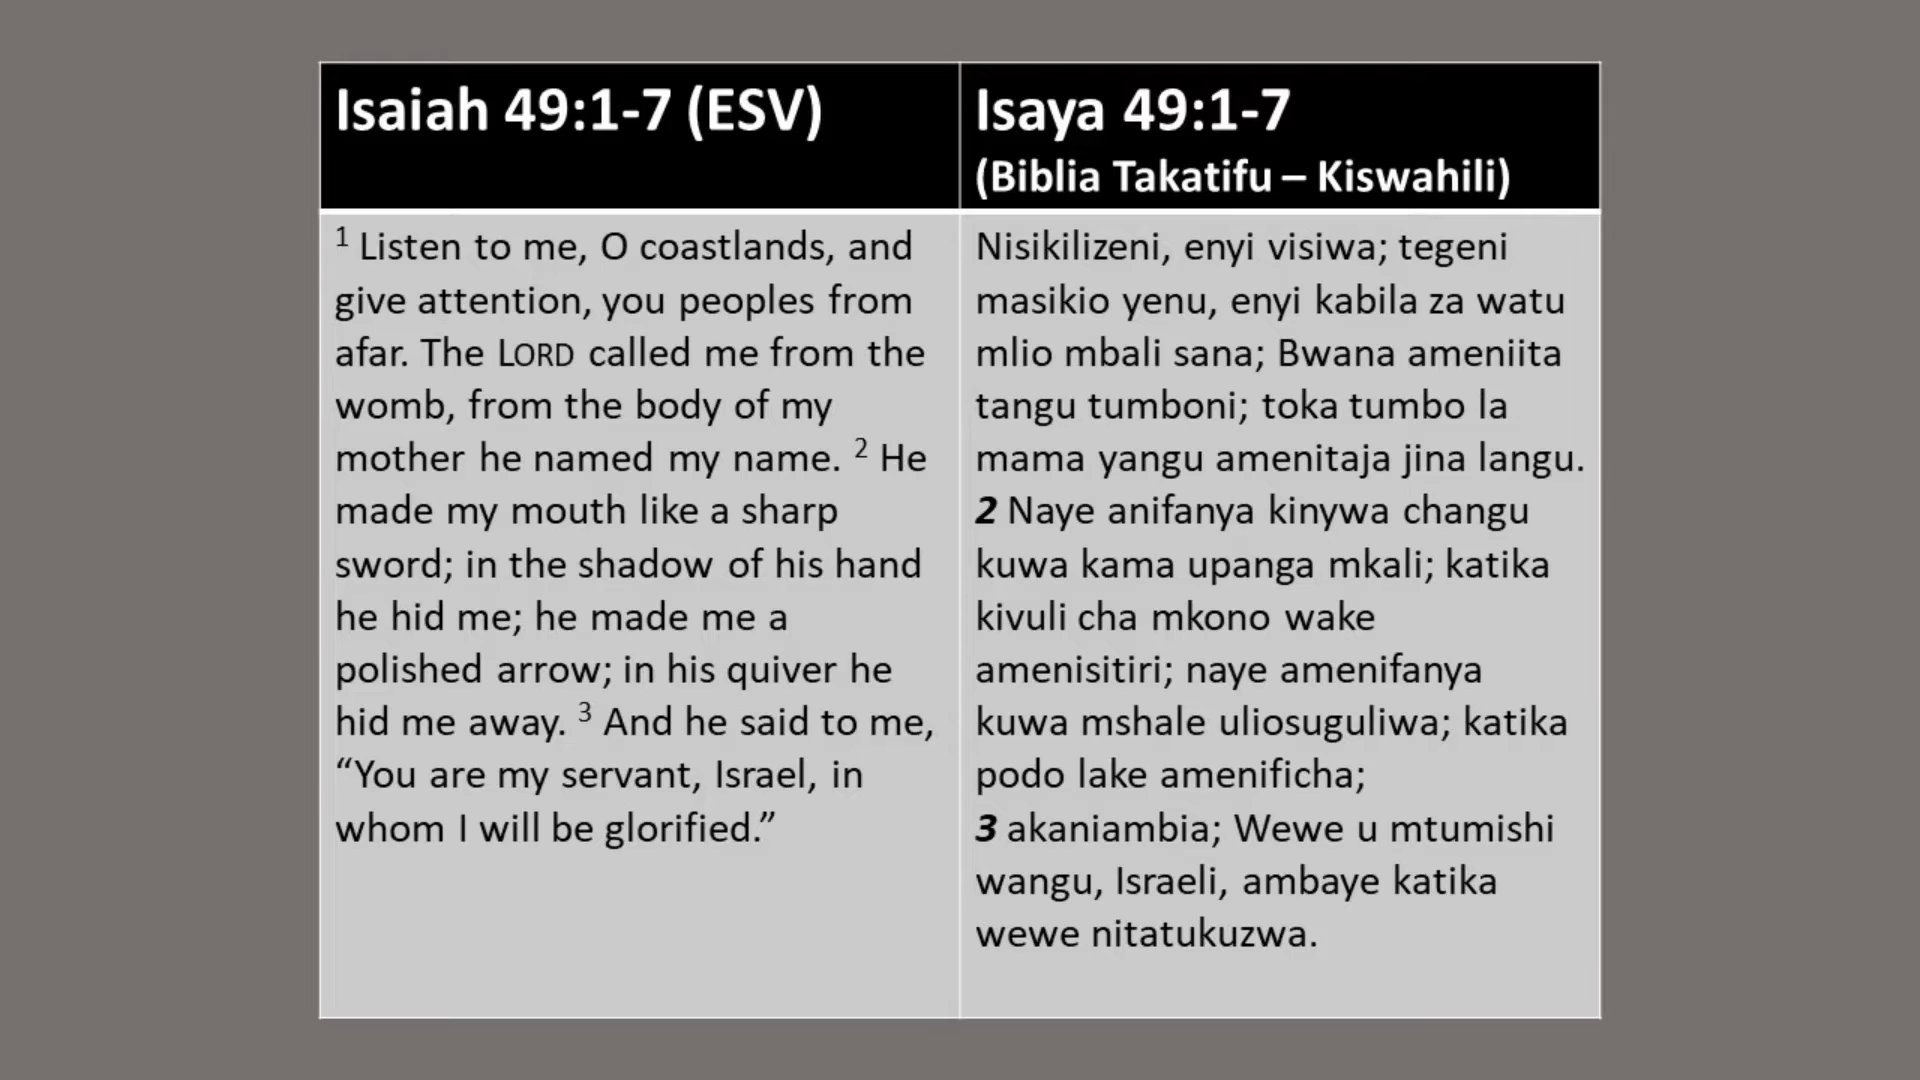 Isaiah 49:1-7 (ESV)
1 Listen to me, O coastlands, and
give attention, you peoples from
afar. The LORD called me from the
womb, from the body of my
mother he named my name. 2 He
made my mouth like a sharp
sword; in the shadow of his hand
he hid me; he made me a
polished arrow; in his quiver he
hid me away. 3 And he said to me,
“You are my servant, Israel, in
whom I will be glorified.”
Isaya 49:1-7
(Biblia Takatifu – Kiswahili)
Nisikilizeni, enyi visiwa; tegeni
masikio yenu, enyi kabila za watu
mlio mbali sana; Bwana ameniita
tangu tumboni; toka tumbo la
mama yangu amenitaja jina langu.
2 Naye anifanya kinywa changu
kuwa kama upanga mkali; katika
kivuli cha mkono wake
amenisitiri; naye amenifanya
kuwa mshale uliosuguliwa; katika
podo lake amenificha;
3 akaniambia; Wewe u mtumishi
wangu, Israeli, ambaye katika
wewe nitatukuzwa.